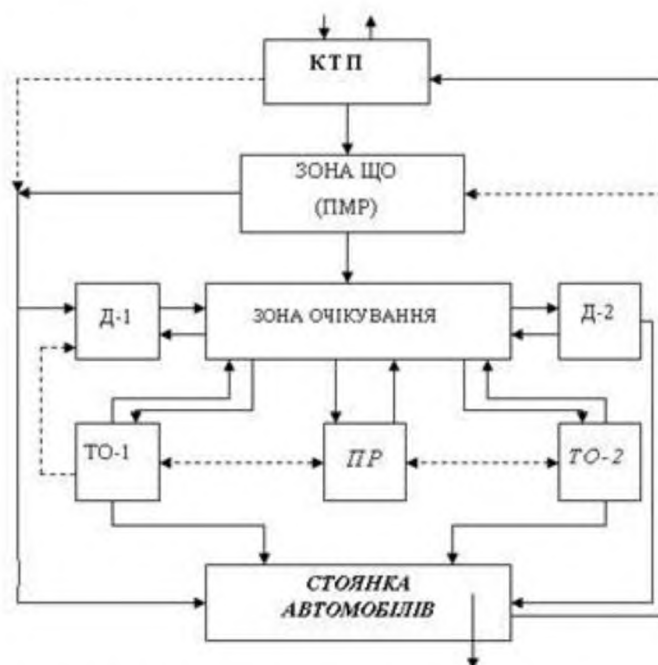 КТП
ЗОНА ЩО
(ПМР)
Д-1
ЗОНА ОЧІКУВАННЯ
Д-2
ТО-1
ПР
ТО-2
СТОЯНКА
АВТОМОБІЛІВ